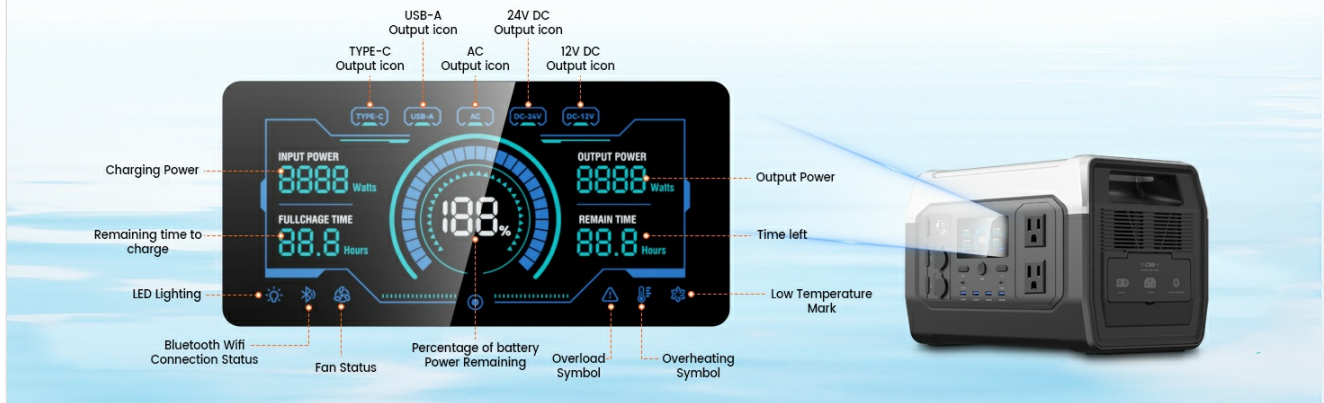 USB-A
Output icon
24V DC
Output icon
TYPE-C
Output icon
AC
Output icon
12V DC
Output icon
TYPE-C
USB-A
AC
DC-24V
DC-12V
Charging Power
INPUT POWER
8888 Watts
OUTPUT POWER
8888 Watts
Output Power
Remaining time to
charge
FULLCHAGE TIME
88.8 Hours
188%
REMAIN TIME
88.8 Hours
Time left
LED Lighting
Low Temperature
Mark
Bluetooth Wifi
Connection Status
Fan Status
Percentage of battery
Power Remaining
Overload
Symbol
Overheating
Symbol